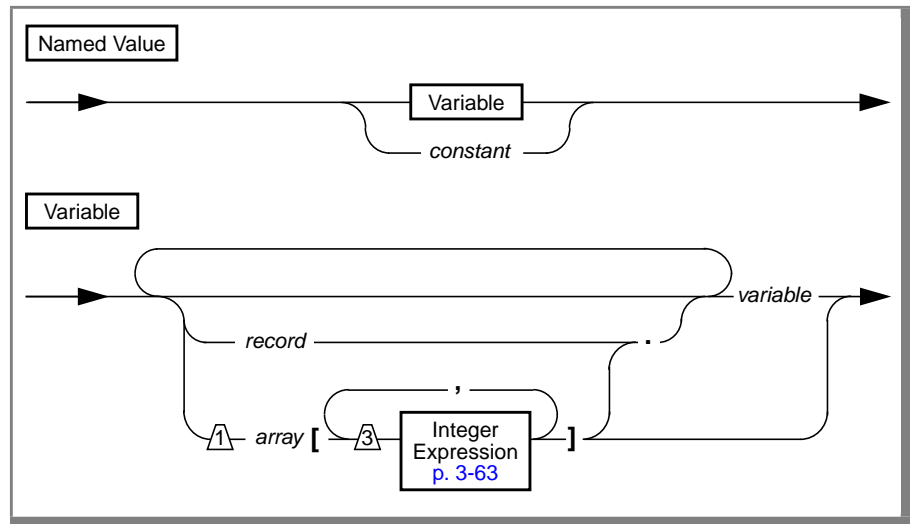 Named Value
Variable
constant
Variable
variable
record .
,
1 array [ 3 Integer Expression p. 3-63 ]